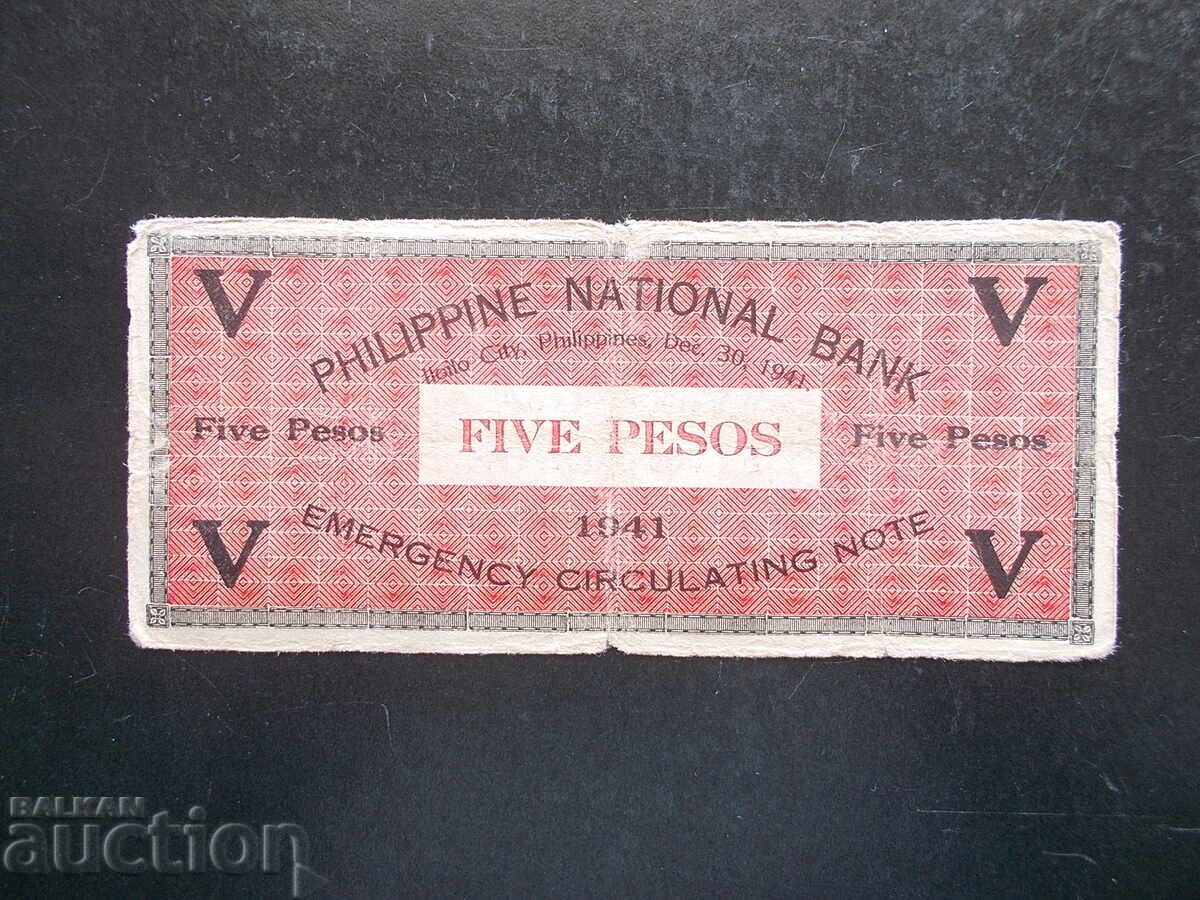 V V
PHILIPPINE NATIONAL BANK
Iloilo City, Philippines, Dec. 30, 1941.
Five Pesos FIVE PESOS Five Pesos
1941
EMERGENCY CIRCULATING NOTE
V V
BALKAN
auction